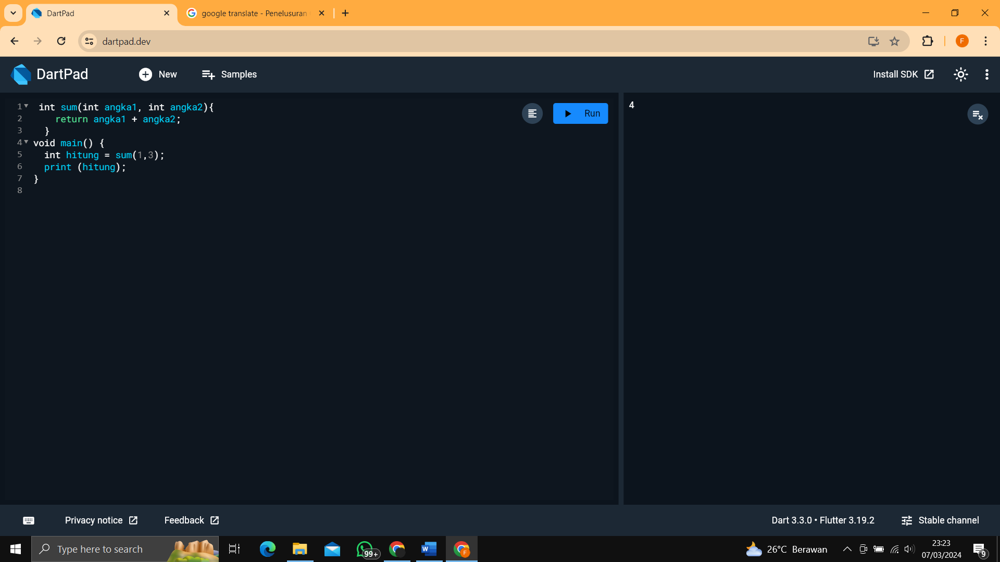 DartPad
google translate - Penelusuran
dartpad.dev
F
DartPad
New
Samples
Install SDK
1 int sum(int angka1, int angka2){
2 return angka1 + angka2;
3 }
4 void main() {
5 int hitung = sum(1,3);
6 print (hitung);
7 }
8
Run
4
Privacy notice
Feedback
Dart 3.3.0 • Flutter 3.19.2
Stable channel
Type here to search
99+
W
F
26°C Berawan
23:23
07/03/2024
9